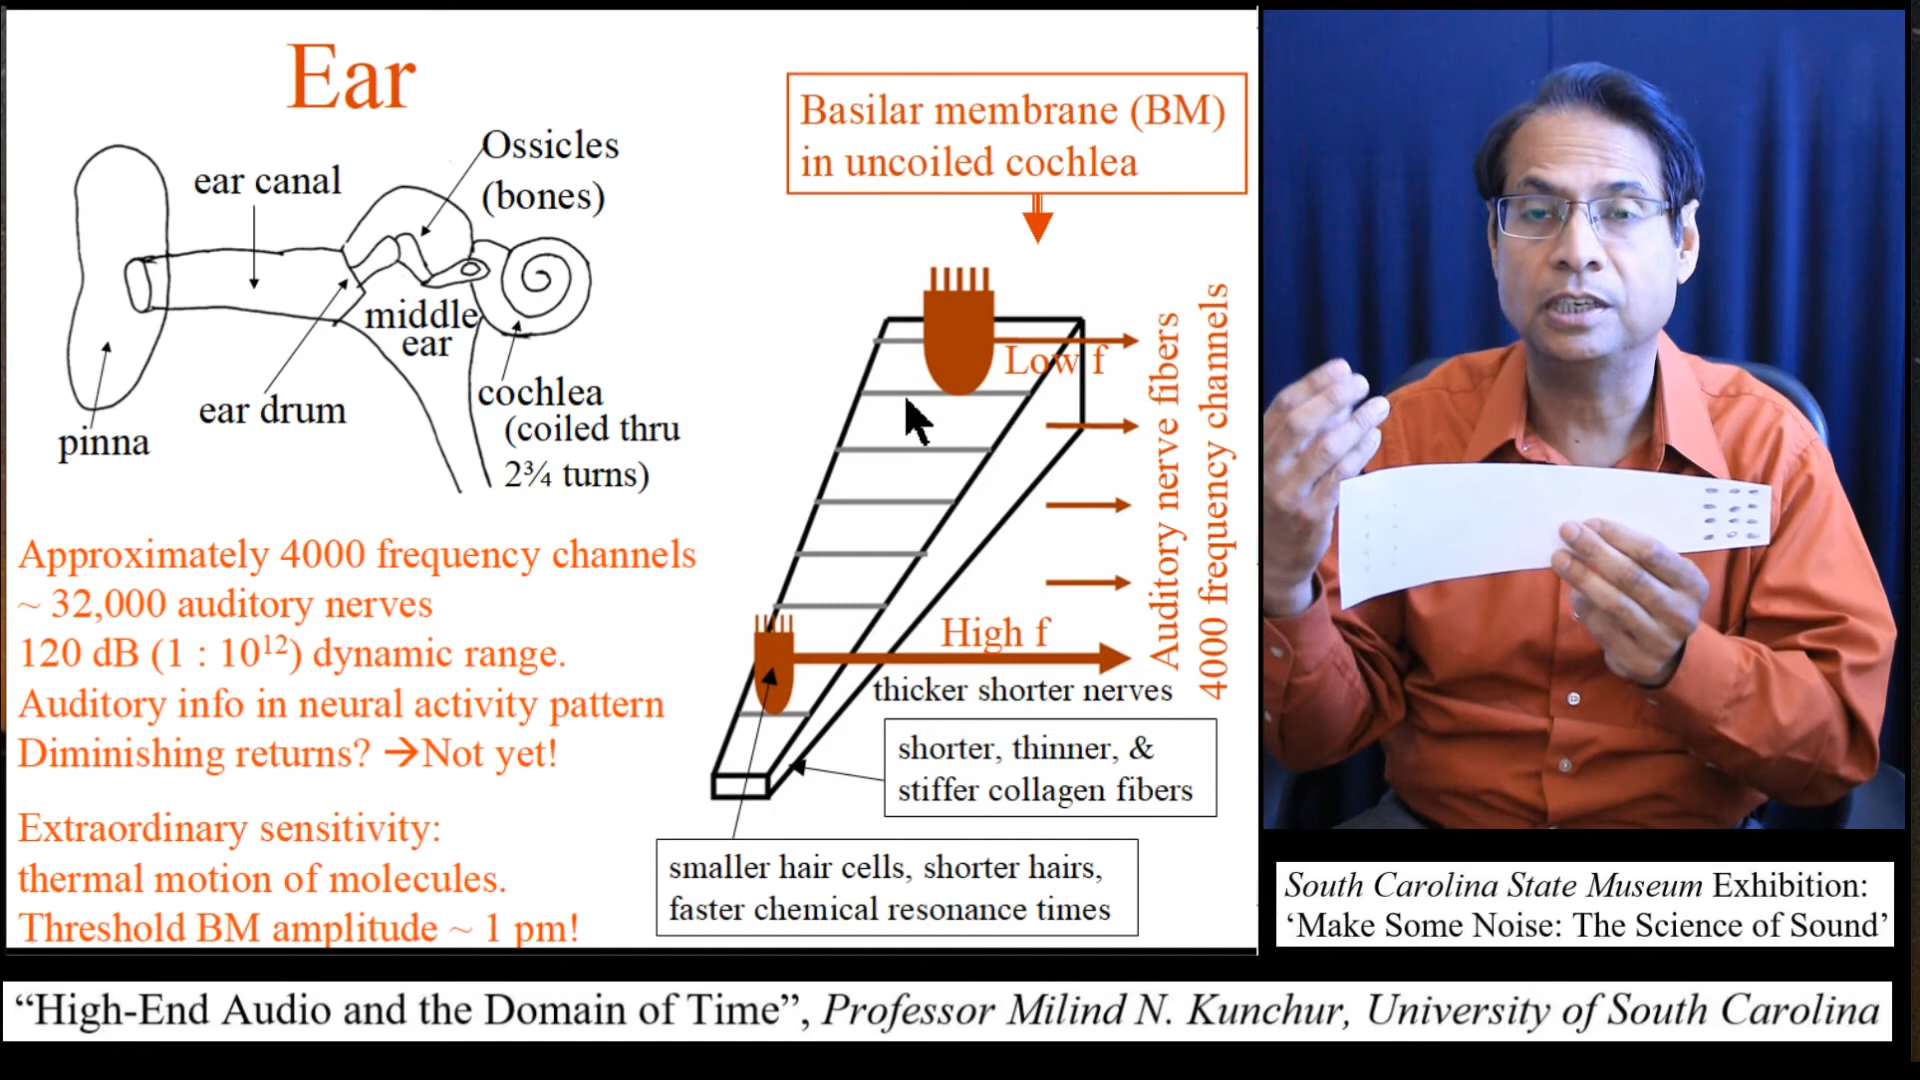 Ear
ear canal
Ossicles
(bones)
middle
ear
ear drum
pinna
cochlea
(coiled thru
2¾ turns)
Approximately 4000 frequency channels
~ 32,000 auditory nerves
120 dB (1 : 10¹²) dynamic range.
Auditory info in neural activity pattern
Diminishing returns? →Not yet!
Extraordinary sensitivity:
thermal motion of molecules.
Threshold BM amplitude ~ 1 pm!
Basilar membrane (BM)
in uncoiled cochlea
Low f
High f
Auditory nerve fibers
4000 frequency channels
thicker shorter nerves
shorter, thinner, &
stiffer collagen fibers
smaller hair cells, shorter hairs,
faster chemical resonance times
South Carolina State Museum Exhibition:
‘Make Some Noise: The Science of Sound’
“High-End Audio and the Domain of Time”, Professor Milind N. Kunchur, University of South Carolina